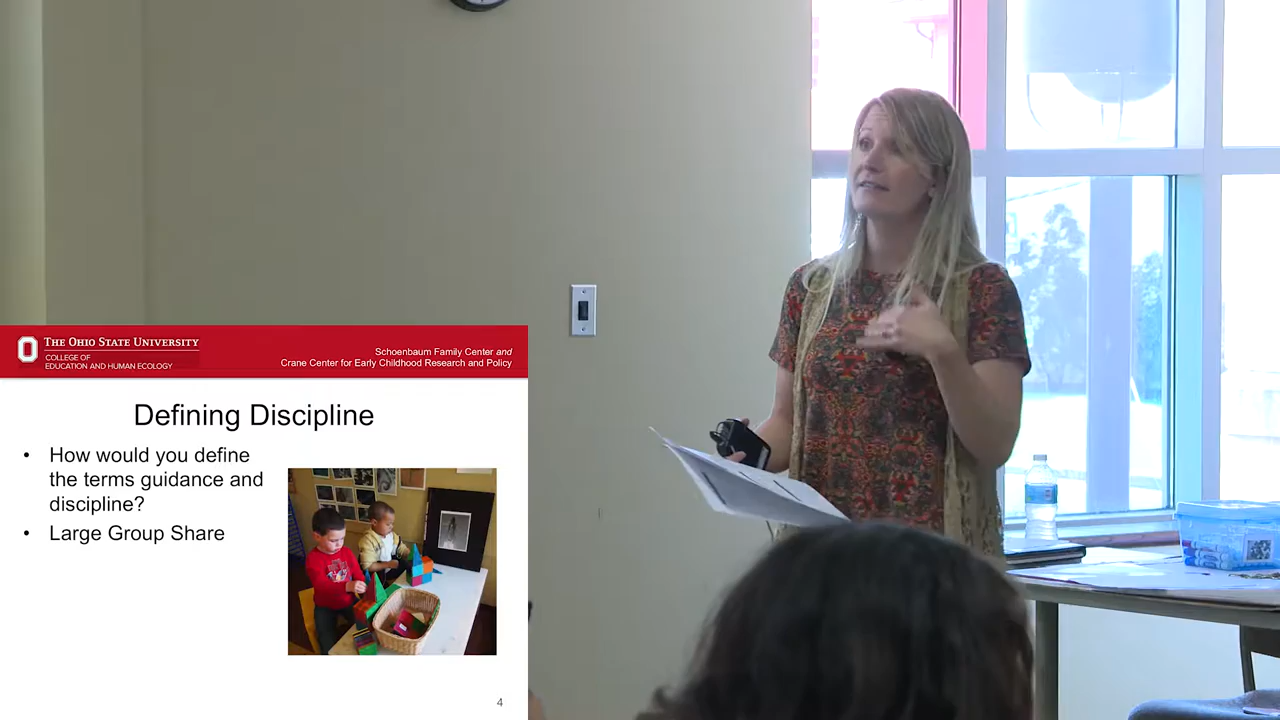 THE OHIO STATE UNIVERSITY
COLLEGE OF
EDUCATION AND HUMAN ECOLOGY
Schoenbaum Family Center and
Crane Center for Early Childhood Research and Policy
Defining Discipline
• How would you define
the terms guidance and
discipline?
• Large Group Share
4